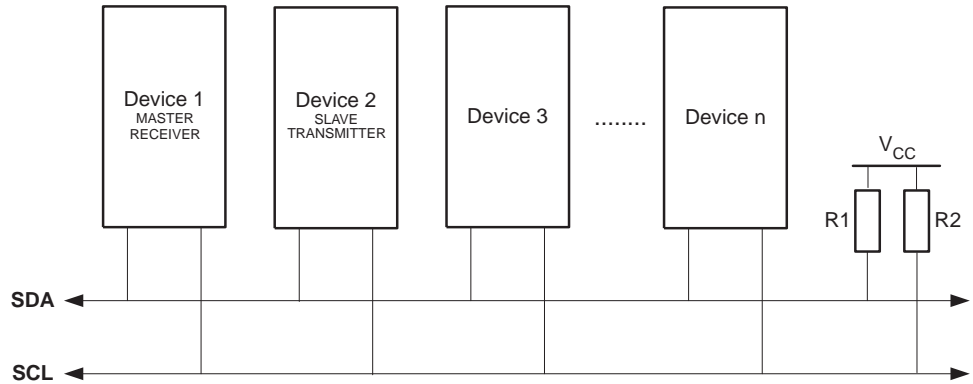 Device 1
MASTER
RECEIVER
Device 2
SLAVE
TRANSMITTER
Device 3
........
Device n
VCC
R1
R2
SDA
SCL